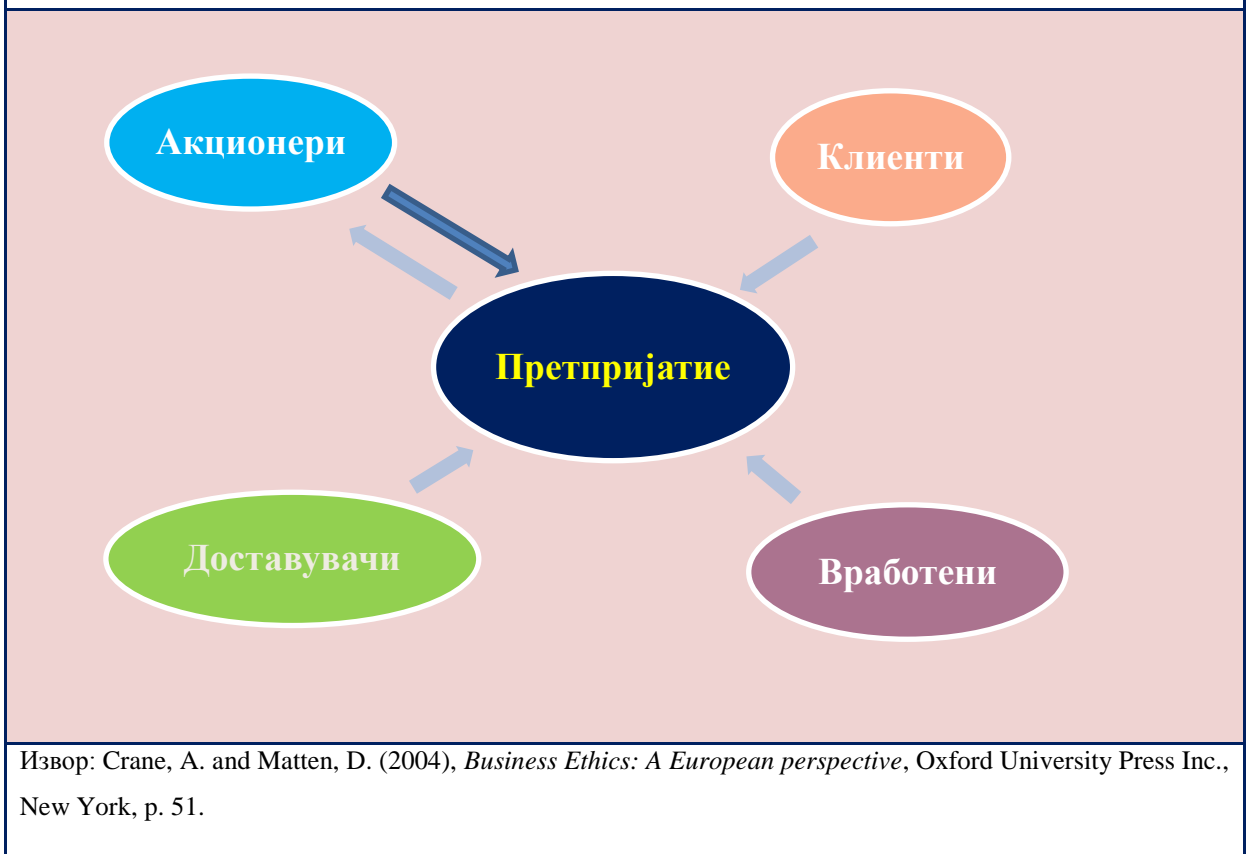 Акционери
Клиенти
Претпријатие
Доставувачи
Вработени
Извор: Crane, A. and Matten, D. (2004), Business Ethics: A European perspective, Oxford University Press Inc.,
New York, p. 51.